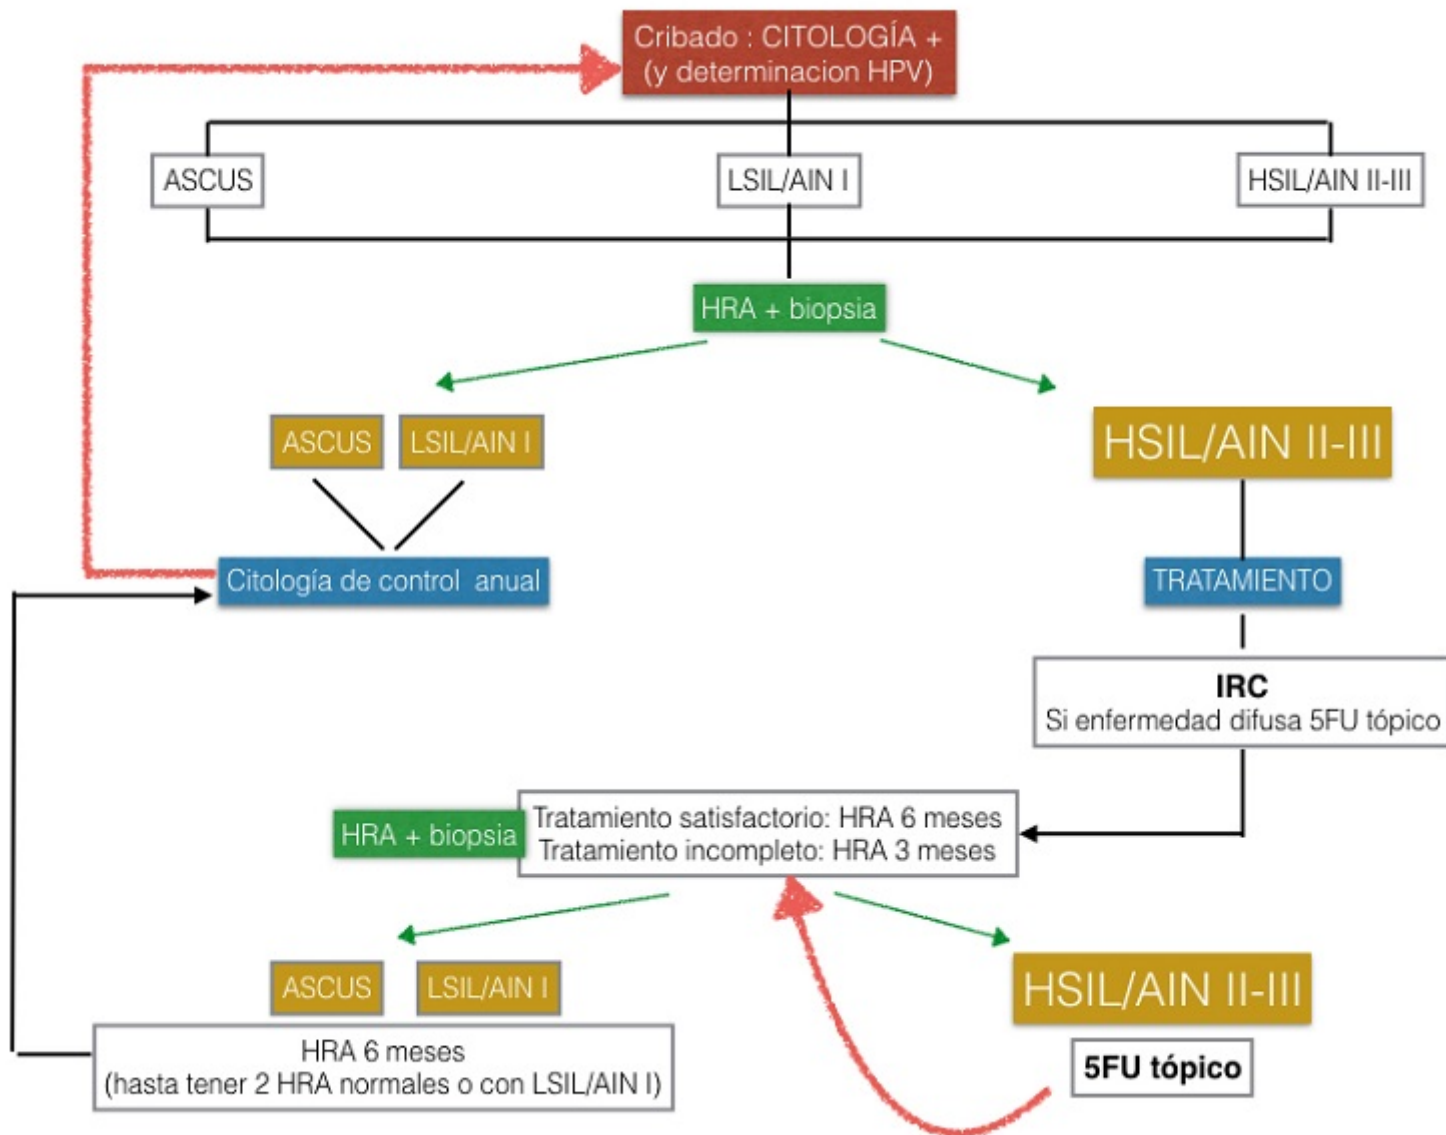 Cribado : CITOLOGÍA +
(y determinacion HPV)
ASCUS
LSIL/AIN I
HSIL/AIN II-III
HRA + biopsia
ASCUS
LSIL/AIN I
HSIL/AIN II-III
Citología de control anual
TRATAMIENTO
IRC
Si enfermedad difusa 5FU tópico
HRA + biopsia
Tratamiento satisfactorio: HRA 6 meses
Tratamiento incompleto: HRA 3 meses
ASCUS
LSIL/AIN I
HSIL/AIN II-III
HRA 6 meses
(hasta tener 2 HRA normales o con LSIL/AIN I)
5FU tópico